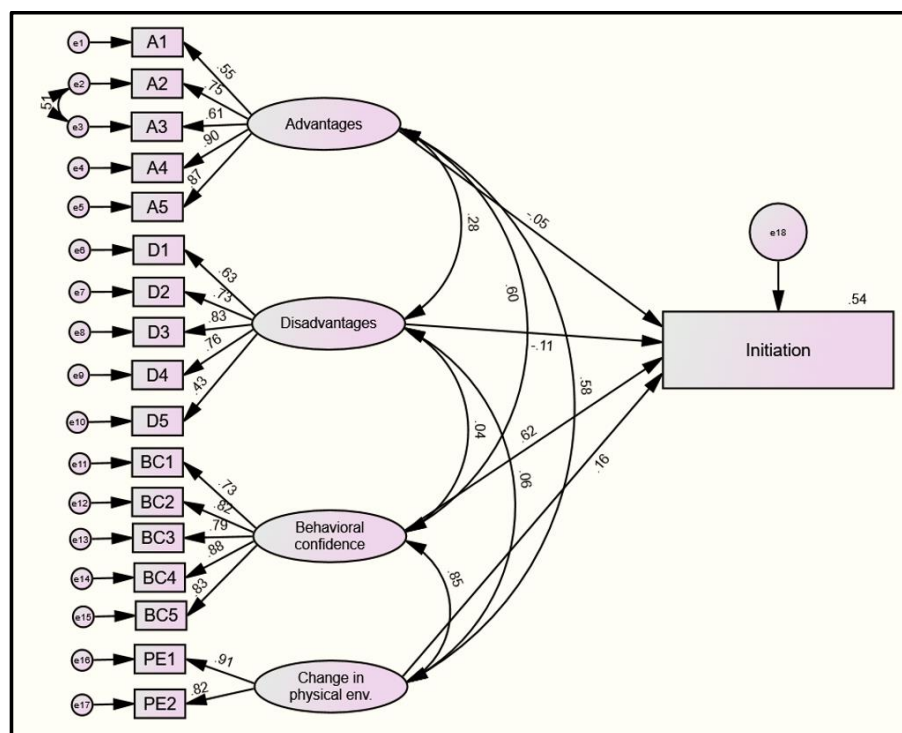 e1
A1
.55
e2
A2
.75
.51
e3
A3
.61
Advantages
e4
A4
.90
e5
A5
.87
-.05
e18
e6
D1
.28
.63
e7
D2
.73
.60
.54
e8
D3
.83
Disadvantages
-.11
Initiation
e9
D4
.76
.58
e10
D5
.43
.04
.62
e11
BC1
.73
.06
.16
e12
BC2
.82
e13
BC3
.79
Behavioral
confidence
e14
BC4
.88
.85
e15
BC5
.83
e16
PE1
.91
Change in
physical env.
e17
PE2
.82